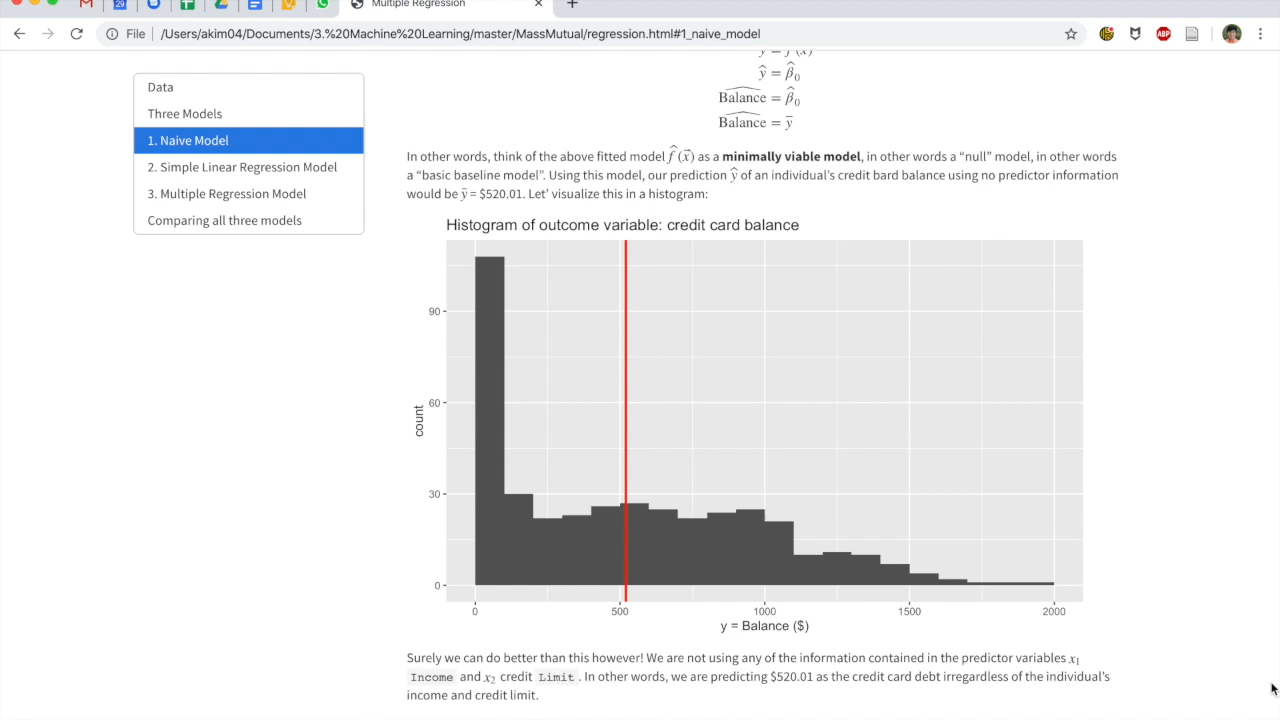 Multiple Regression
File /Users/akim04/Documents/3.%20Machine%20Learning/master/MassMutual/regression.html#1_naive_model
29
ABP
Data
Three Models
1. Naive Model
2. Simple Linear Regression Model
3. Multiple Regression Model
Comparing all three models
ŷ = β̂₀
Balancê = β̂₀
Balancê = ȳ
In other words, think of the above fitted model f̂(x⃗) as a minimally viable model, in other words a “null” model, in other words
a “basic baseline model”. Using this model, our prediction ŷ of an individual’s credit bard balance using no predictor information
would be ȳ = $520.01. Let’ visualize this in a histogram:
Histogram of outcome variable: credit card balance
90
60
30
0
count
0 500 1000 1500 2000
y = Balance ($)
Surely we can do better than this however! We are not using any of the information contained in the predictor variables x₁
Income and x₂ credit Limit. In other words, we are predicting $520.01 as the credit card debt irregardless of the individual’s
income and credit limit.